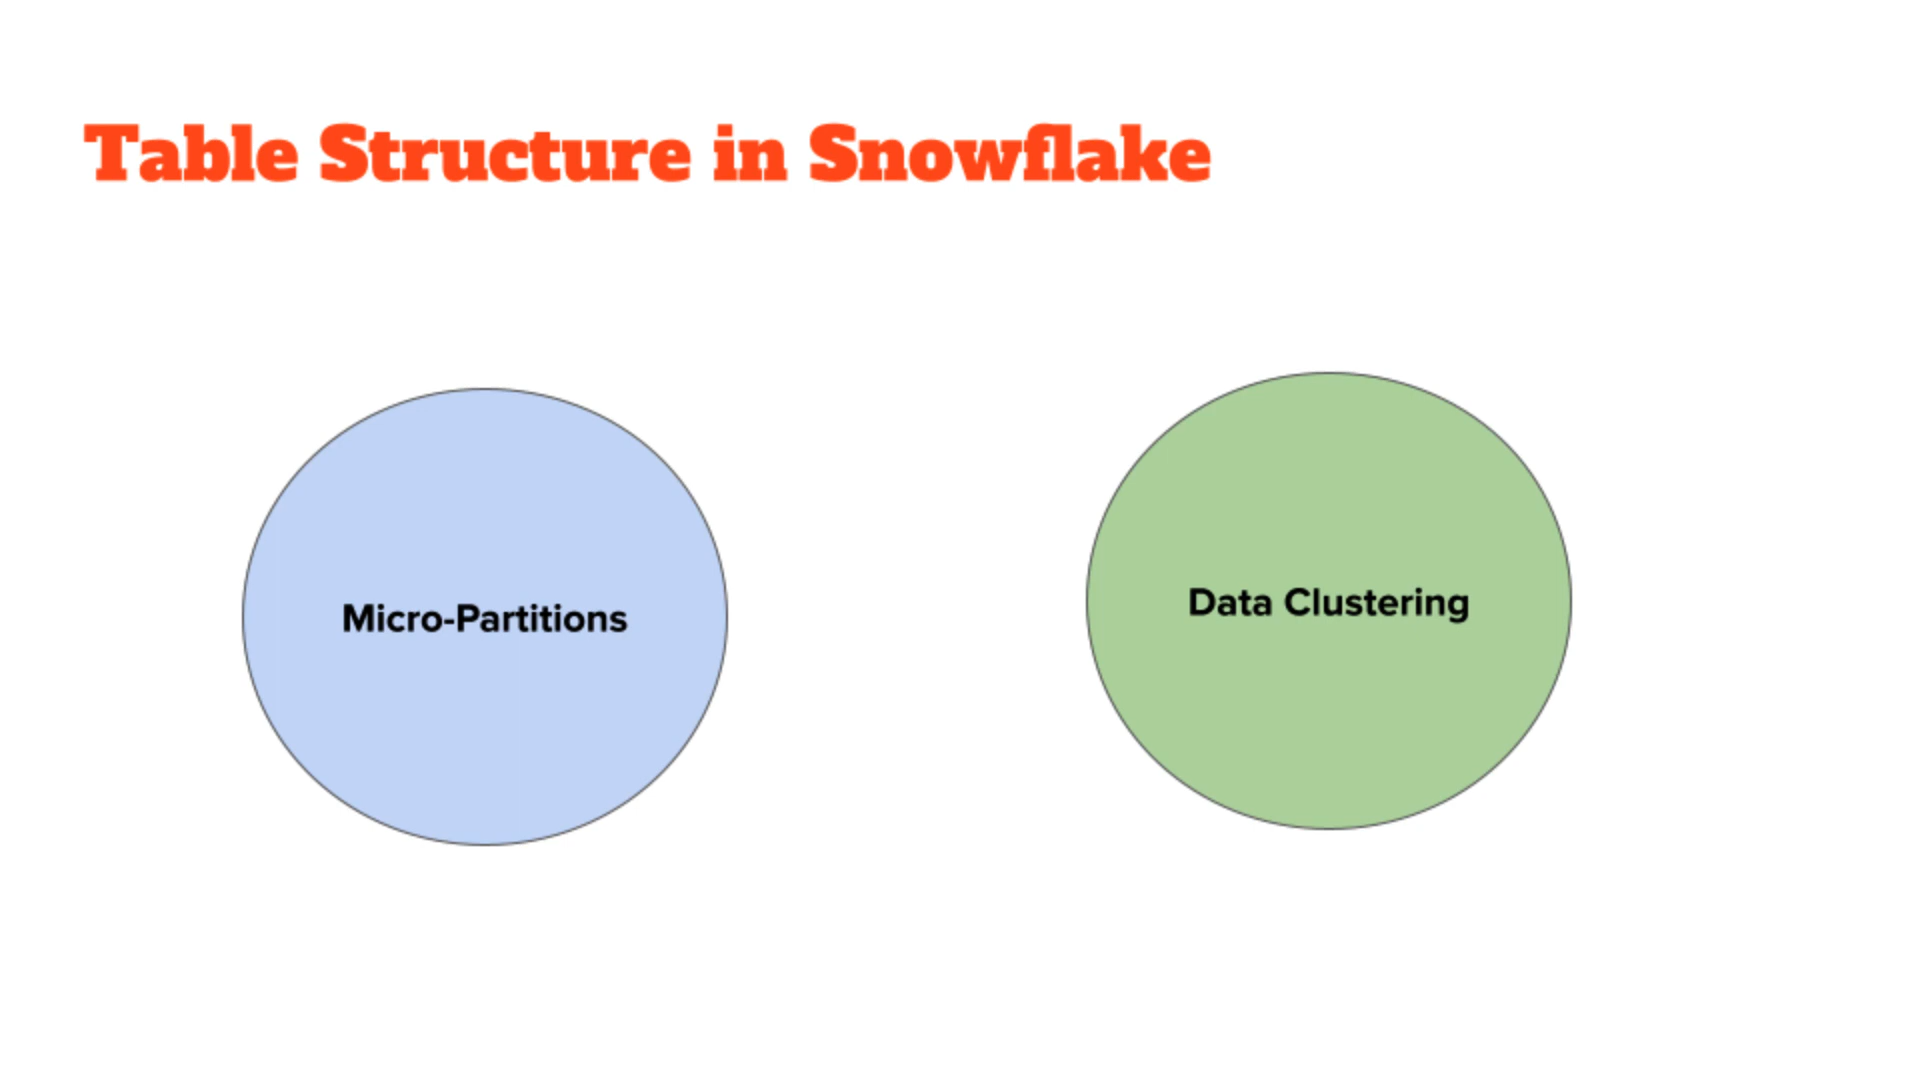 Table Structure in Snowflake
Micro-Partitions
Data Clustering